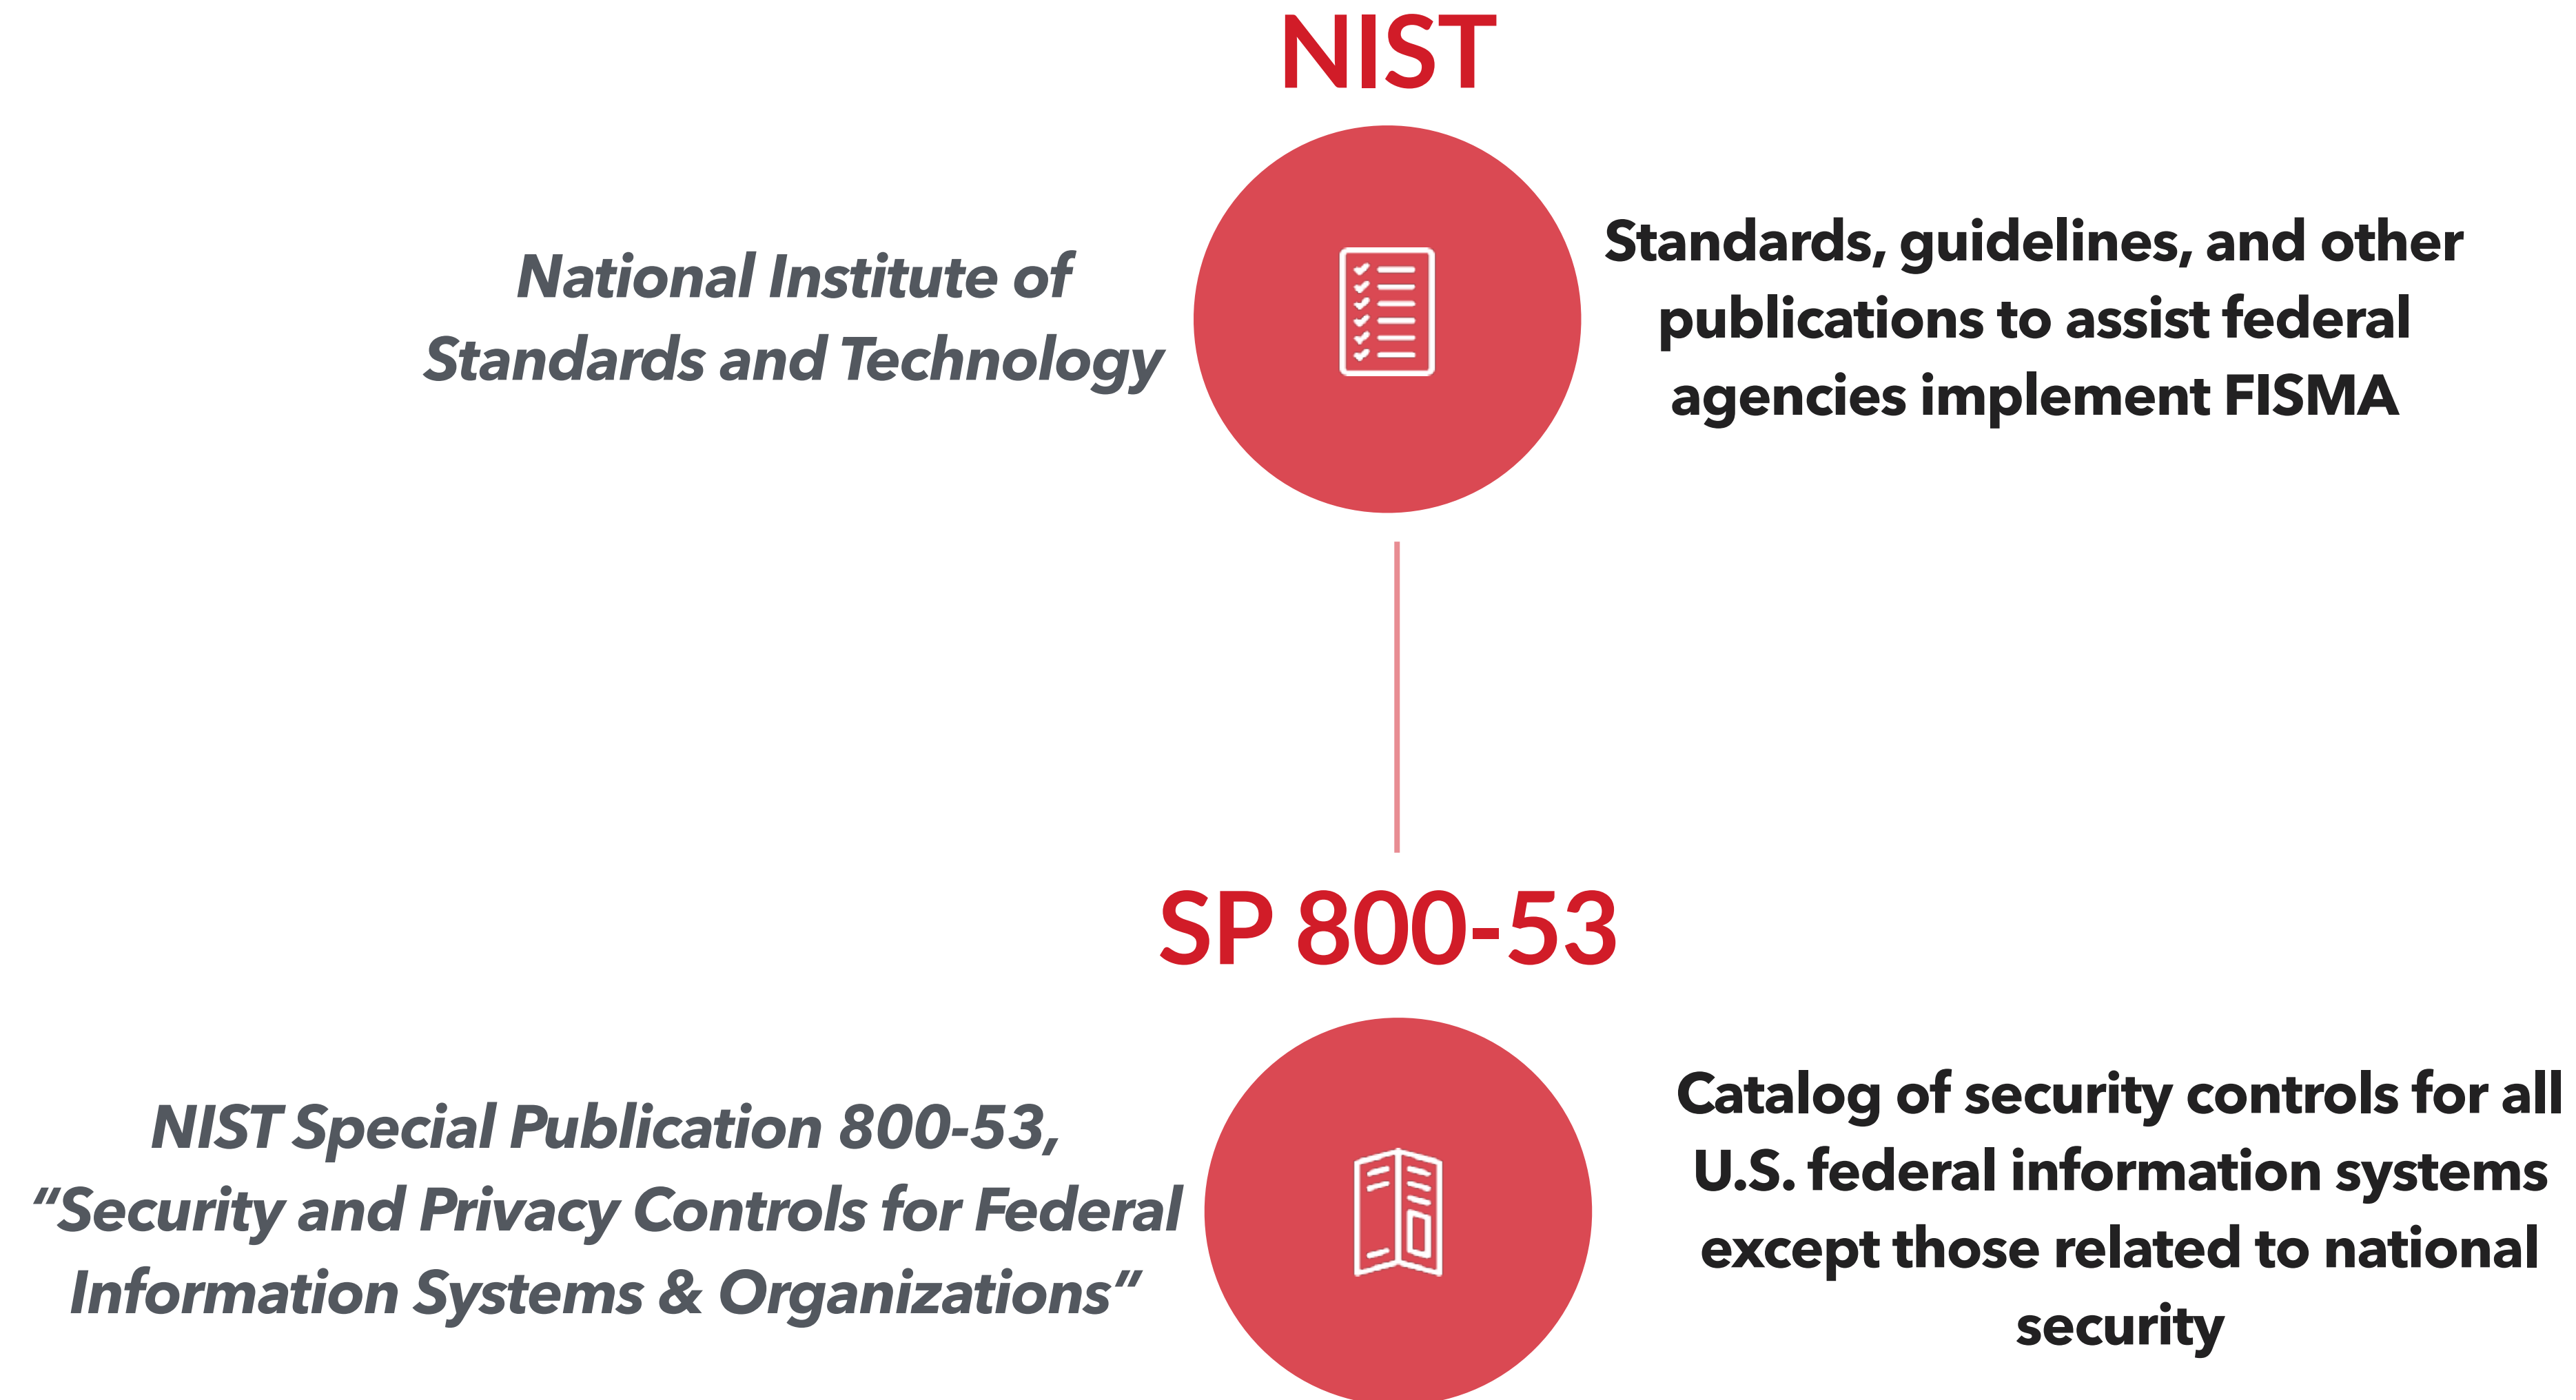 NIST
National Institute of
Standards and Technology
Standards, guidelines, and other
publications to assist federal
agencies implement FISMA
SP 800-53
NIST Special Publication 800-53,
“Security and Privacy Controls for Federal
Information Systems & Organizations”
Catalog of security controls for all
U.S. federal information systems
except those related to national
security